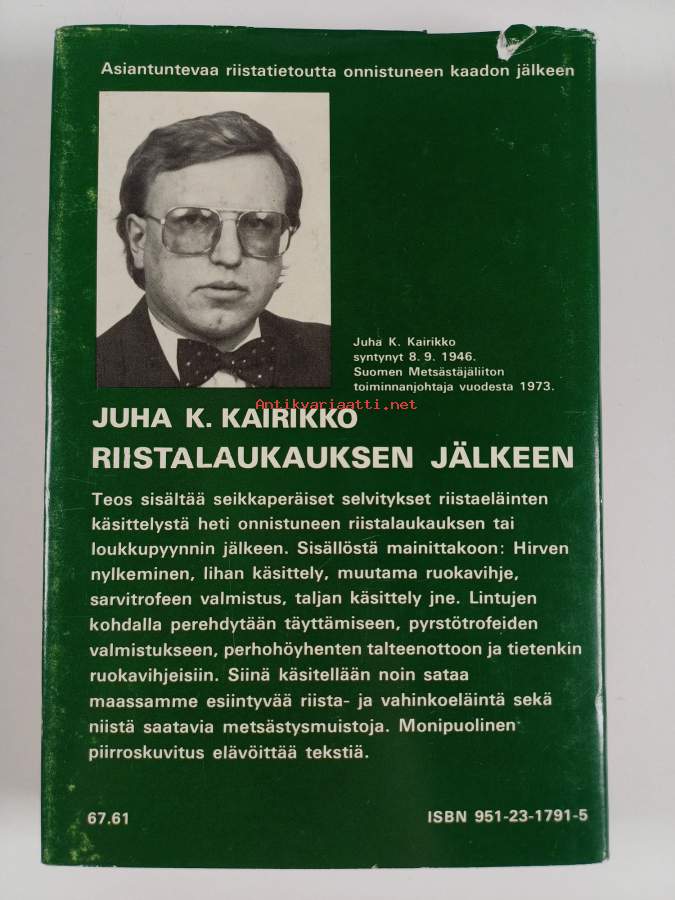 Asiantuntevaa riistatietoutta onnistuneen kaadon jälkeen
Juha K. Kairikko
syntynyt 8. 9. 1946.
Suomen Metsästäjäliiton
toiminnanjohtaja vuodesta 1973.
Antikvariaatti.net
JUHA K. KAIRIKKO
RIISTALAUKAUKSEN JÄLKEEN
Teos sisältää seikkaperäiset selvitykset riistaeläinten
käsittelystä heti onnistuneen riistalaukauksen tai
loukkupyynnin jälkeen. Sisällöstä mainittakoon: Hirven
nylkeminen, lihan käsittely, muutama ruokavihje,
sarvitrofeen valmistus, taljan käsittely jne. Lintujen
kohdalla perehdytään täyttämiseen, pyrstötrofeiden
valmistukseen, perhohöyhenten talteenottoon ja tietenkin
ruokavihjeisiin. Siinä käsitellään noin sataa
maassamme esiintyvää riista- ja vahinkoeläintä sekä
niistä saatavia metsästysmuistoja. Monipuolinen
piirroskuvitus elävöittää tekstiä.
67.61
ISBN 951-23-1791-5